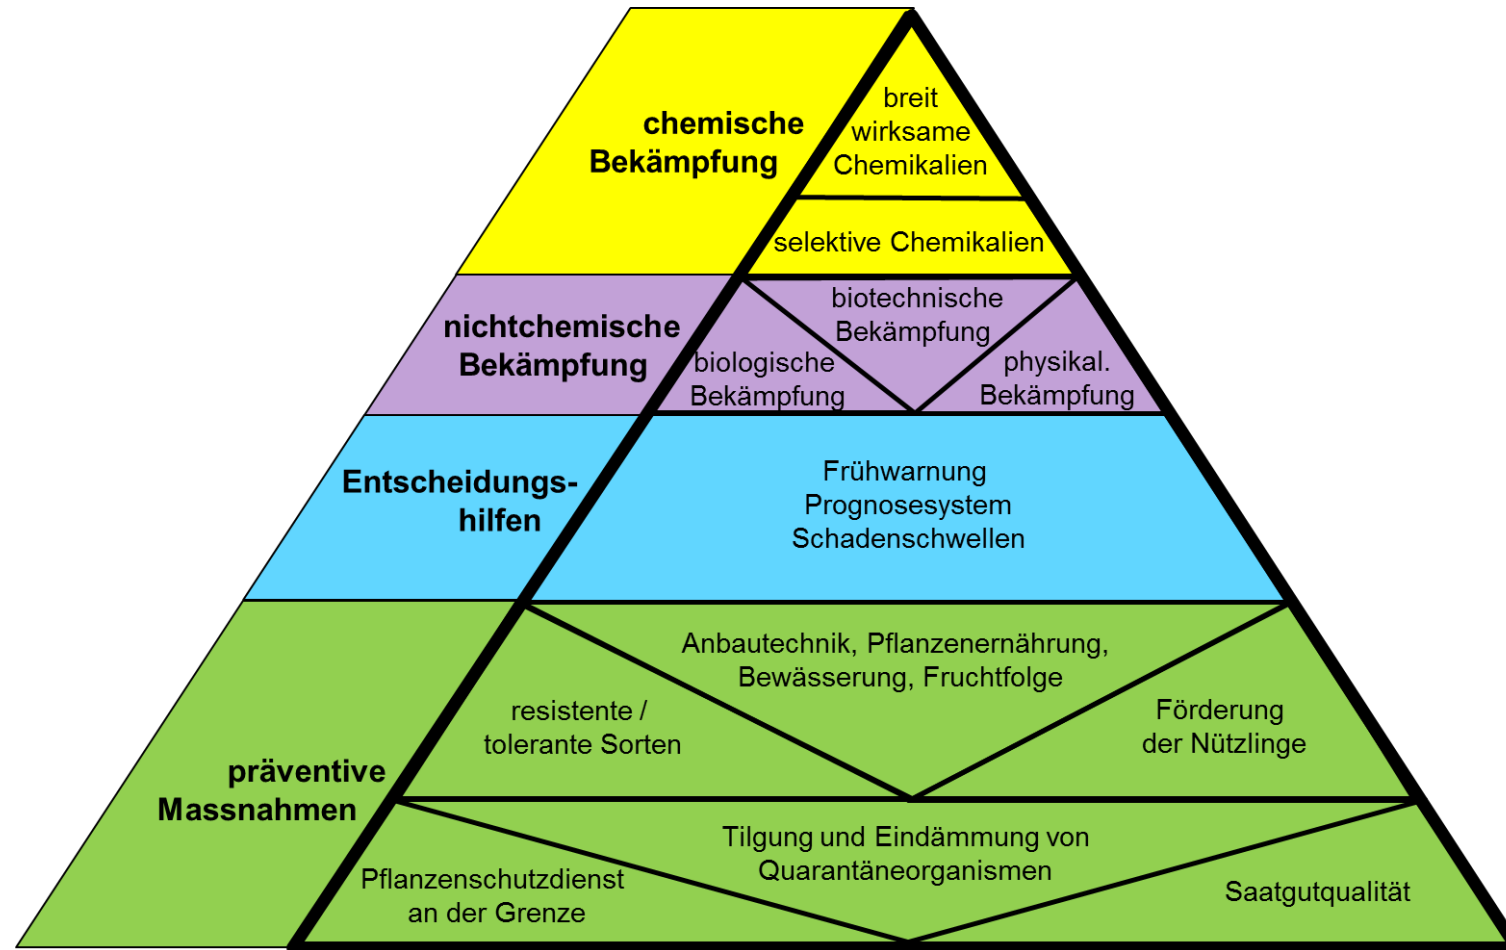 chemische
Bekämpfung
breit
wirksame
Chemikalien
selektive Chemikalien
nichtchemische
Bekämpfung
biotechnische
Bekämpfung
biologische
Bekämpfung
physikal.
Bekämpfung
Entscheidungs-
hilfen
Frühwarnung
Prognosesystem
Schadenschwellen
präventive
Massnahmen
Anbautechnik, Pflanzenernährung,
Bewässerung, Fruchtfolge
resistente /
tolerante Sorten
Förderung
der Nützlinge
Tilgung und Eindämmung von
Quarantäneorganismen
Pflanzenschutzdienst
an der Grenze
Saatgutqualität